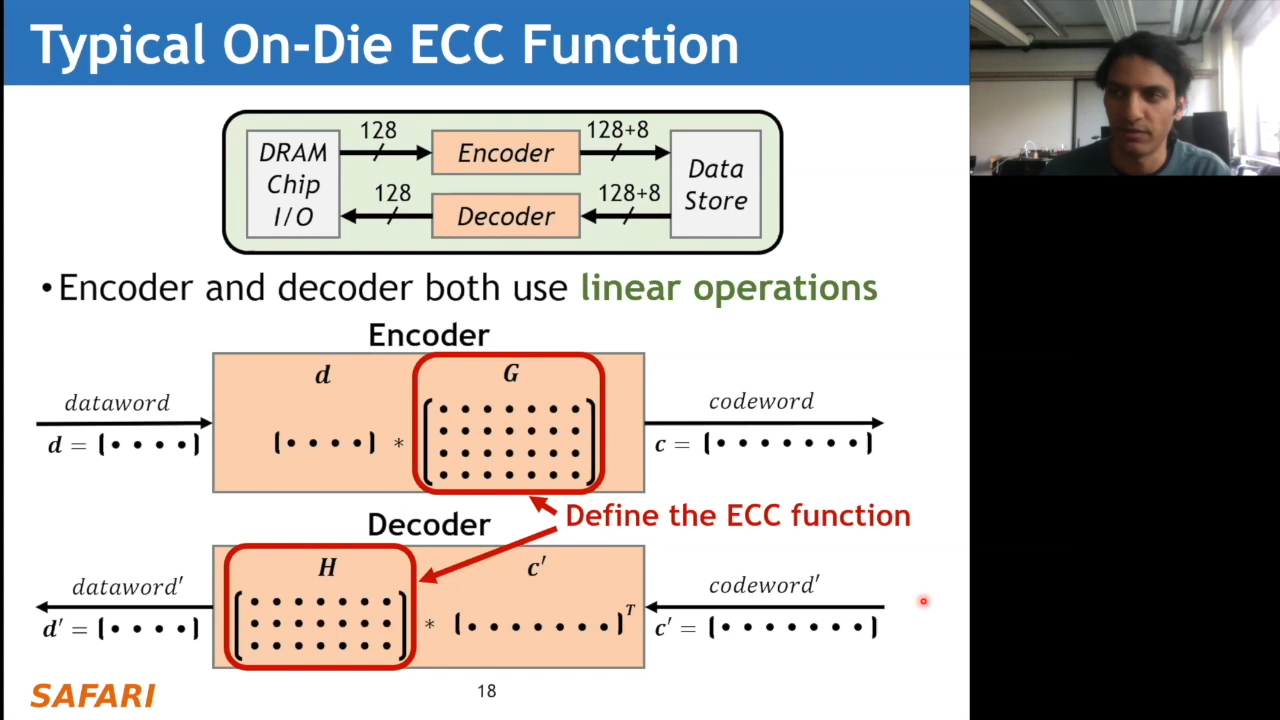 Typical On-Die ECC Function
DRAM
Chip
I/O
128
Encoder
128+8
128
Decoder
128+8
Data
Store
•Encoder and decoder both use linear operations
Encoder
dataword
d = [• • • •]
d
[• • • •] *
G
codeword
c = [• • • • • • •]
Define the ECC function
Decoder
dataword′
d′ = [• • • •]
H
*
c′
[• • • • • • •]ᵀ
codeword′
c′ = [• • • • • • •]
SAFARI
18